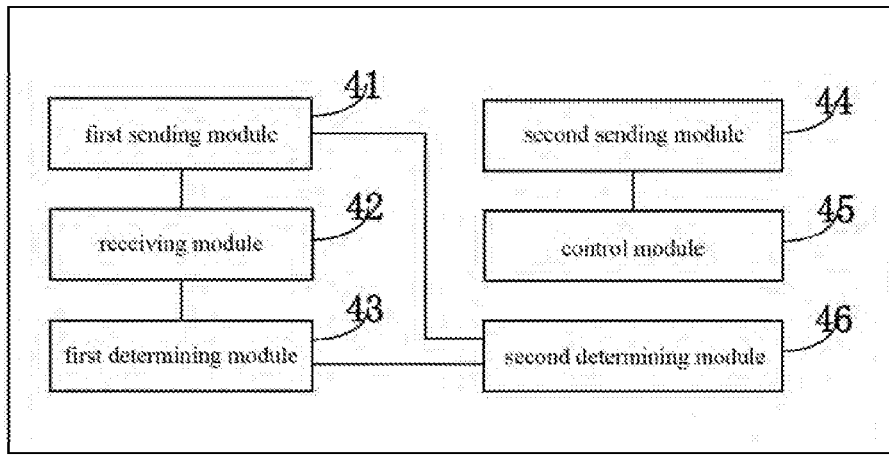 41
first sending module
42
receiving module
43
first determining module
44
second sending module
45
control module
46
second determining module